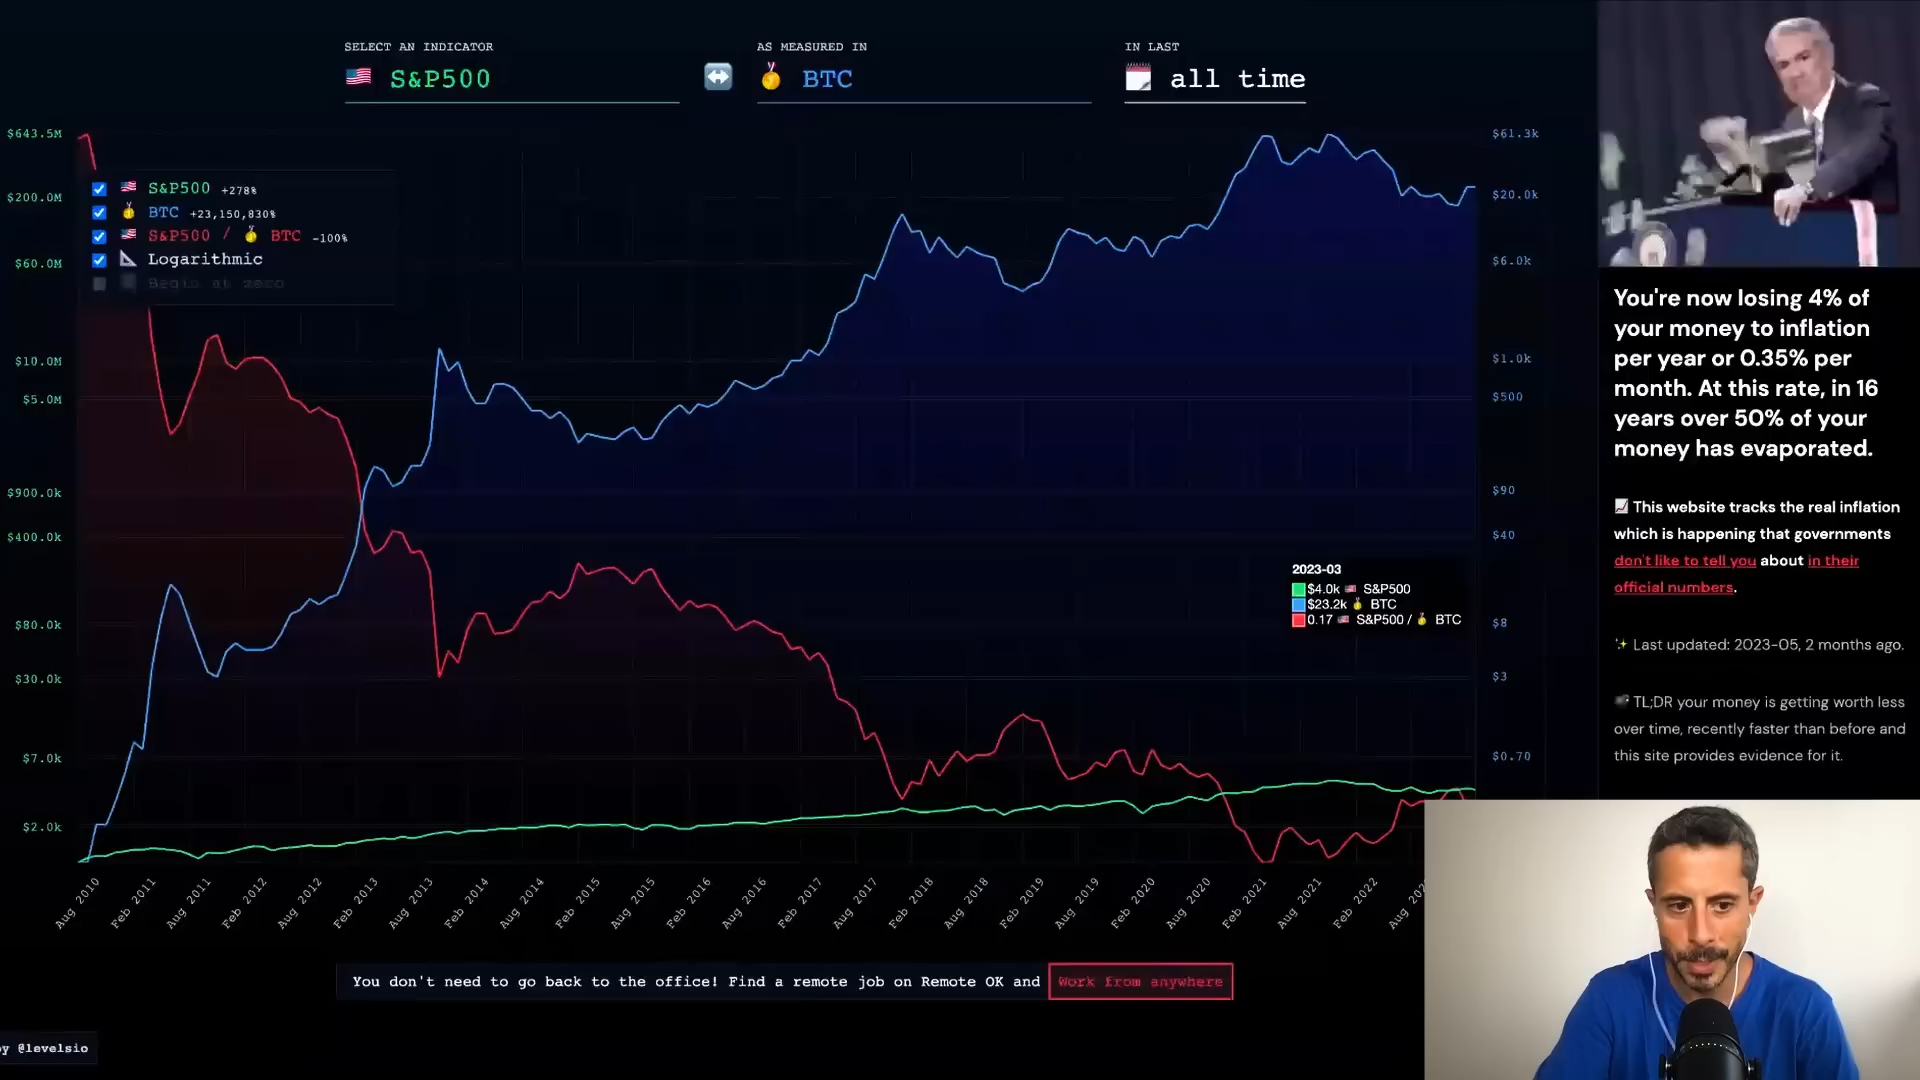 SELECT AN INDICATOR
S&P500
AS MEASURED IN
BTC
IN LAST
all time
$643.5M
$200.0M
$60.0M
$10.0M
$5.0M
$900.0k
$400.0k
$80.0k
$30.0k
$7.0k
$2.0k
S&P500 +278%
BTC +23,150,830%
S&P500 / BTC -100%
Logarithmic
Begin at zero
$61.3k
$20.0k
$6.0k
$1.0k
$500
$90
$40
$8
$3
$0.70
2023-03
$4.0k S&P500
$23.2k BTC
0.17 S&P500 / BTC
Aug 2010
Feb 2011
Aug 2011
Feb 2012
Aug 2012
Feb 2013
Aug 2013
Feb 2014
Aug 2014
Feb 2015
Aug 2015
Feb 2016
Aug 2016
Feb 2017
Aug 2017
Feb 2018
Aug 2018
Feb 2019
Aug 2019
Feb 2020
Aug 2020
Feb 2021
Aug 2021
Feb 2022
Aug 20
You don't need to go back to the office! Find a remote job on Remote OK and Work from anywhere
by @levelsio
You're now losing 4% of
your money to inflation
per year or 0.35% per
month. At this rate, in 16
years over 50% of your
money has evaporated.
This website tracks the real inflation
which is happening that governments
don't like to tell you about in their
official numbers.
Last updated: 2023-05, 2 months ago.
TL;DR your money is getting worth less
over time, recently faster than before and
this site provides evidence for it.